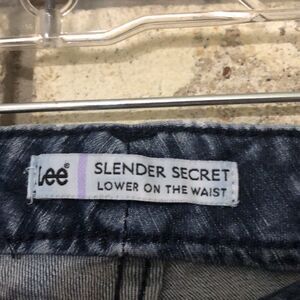 Lee®
SLENDER SECRET
LOWER ON THE WAIST